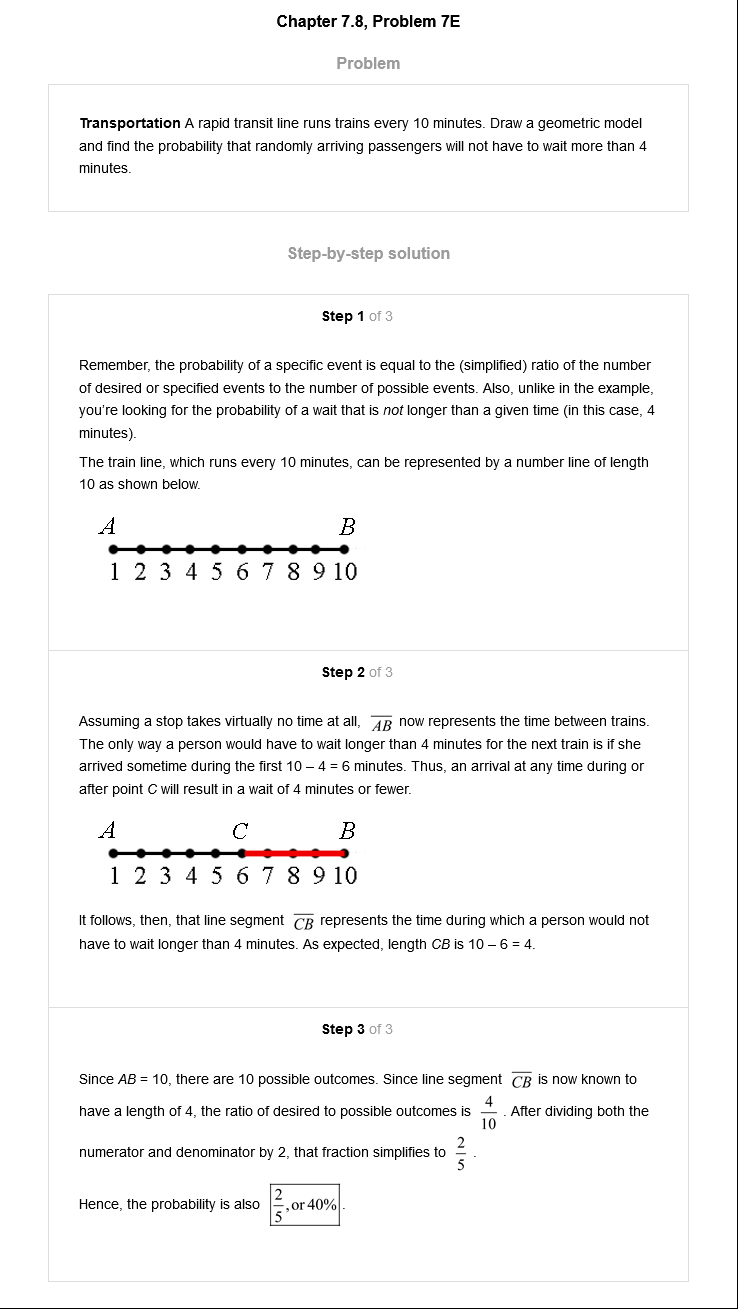 Chapter 7.8, Problem 7E
Problem
Transportation A rapid transit line runs trains every 10 minutes. Draw a geometric model
and find the probability that randomly arriving passengers will not have to wait more than 4
minutes.
Step-by-step solution
Step 1 of 3
Remember, the probability of a specific event is equal to the (simplified) ratio of the number
of desired or specified events to the number of possible events. Also, unlike in the example,
you're looking for the probability of a wait that is not longer than a given time (in this case, 4
minutes).
The train line, which runs every 10 minutes, can be represented by a number line of length
10 as shown below.
A B
1 2 3 4 5 6 7 8 9 10
Step 2 of 3
Assuming a stop takes virtually no time at all, \overline{AB} now represents the time between trains.
The only way a person would have to wait longer than 4 minutes for the next train is if she
arrived sometime during the first 10 – 4 = 6 minutes. Thus, an arrival at any time during or
after point C will result in a wait of 4 minutes or fewer.
A C B
1 2 3 4 5 6 7 8 9 10
It follows, then, that line segment \overline{CB} represents the time during which a person would not
have to wait longer than 4 minutes. As expected, length CB is 10 – 6 = 4.
Step 3 of 3
Since AB = 10, there are 10 possible outcomes. Since line segment \overline{CB} is now known to
have a length of 4, the ratio of desired to possible outcomes is \frac{4}{10} . After dividing both the
numerator and denominator by 2, that fraction simplifies to \frac{2}{5} .
Hence, the probability is also \frac{2}{5}, or 40% .